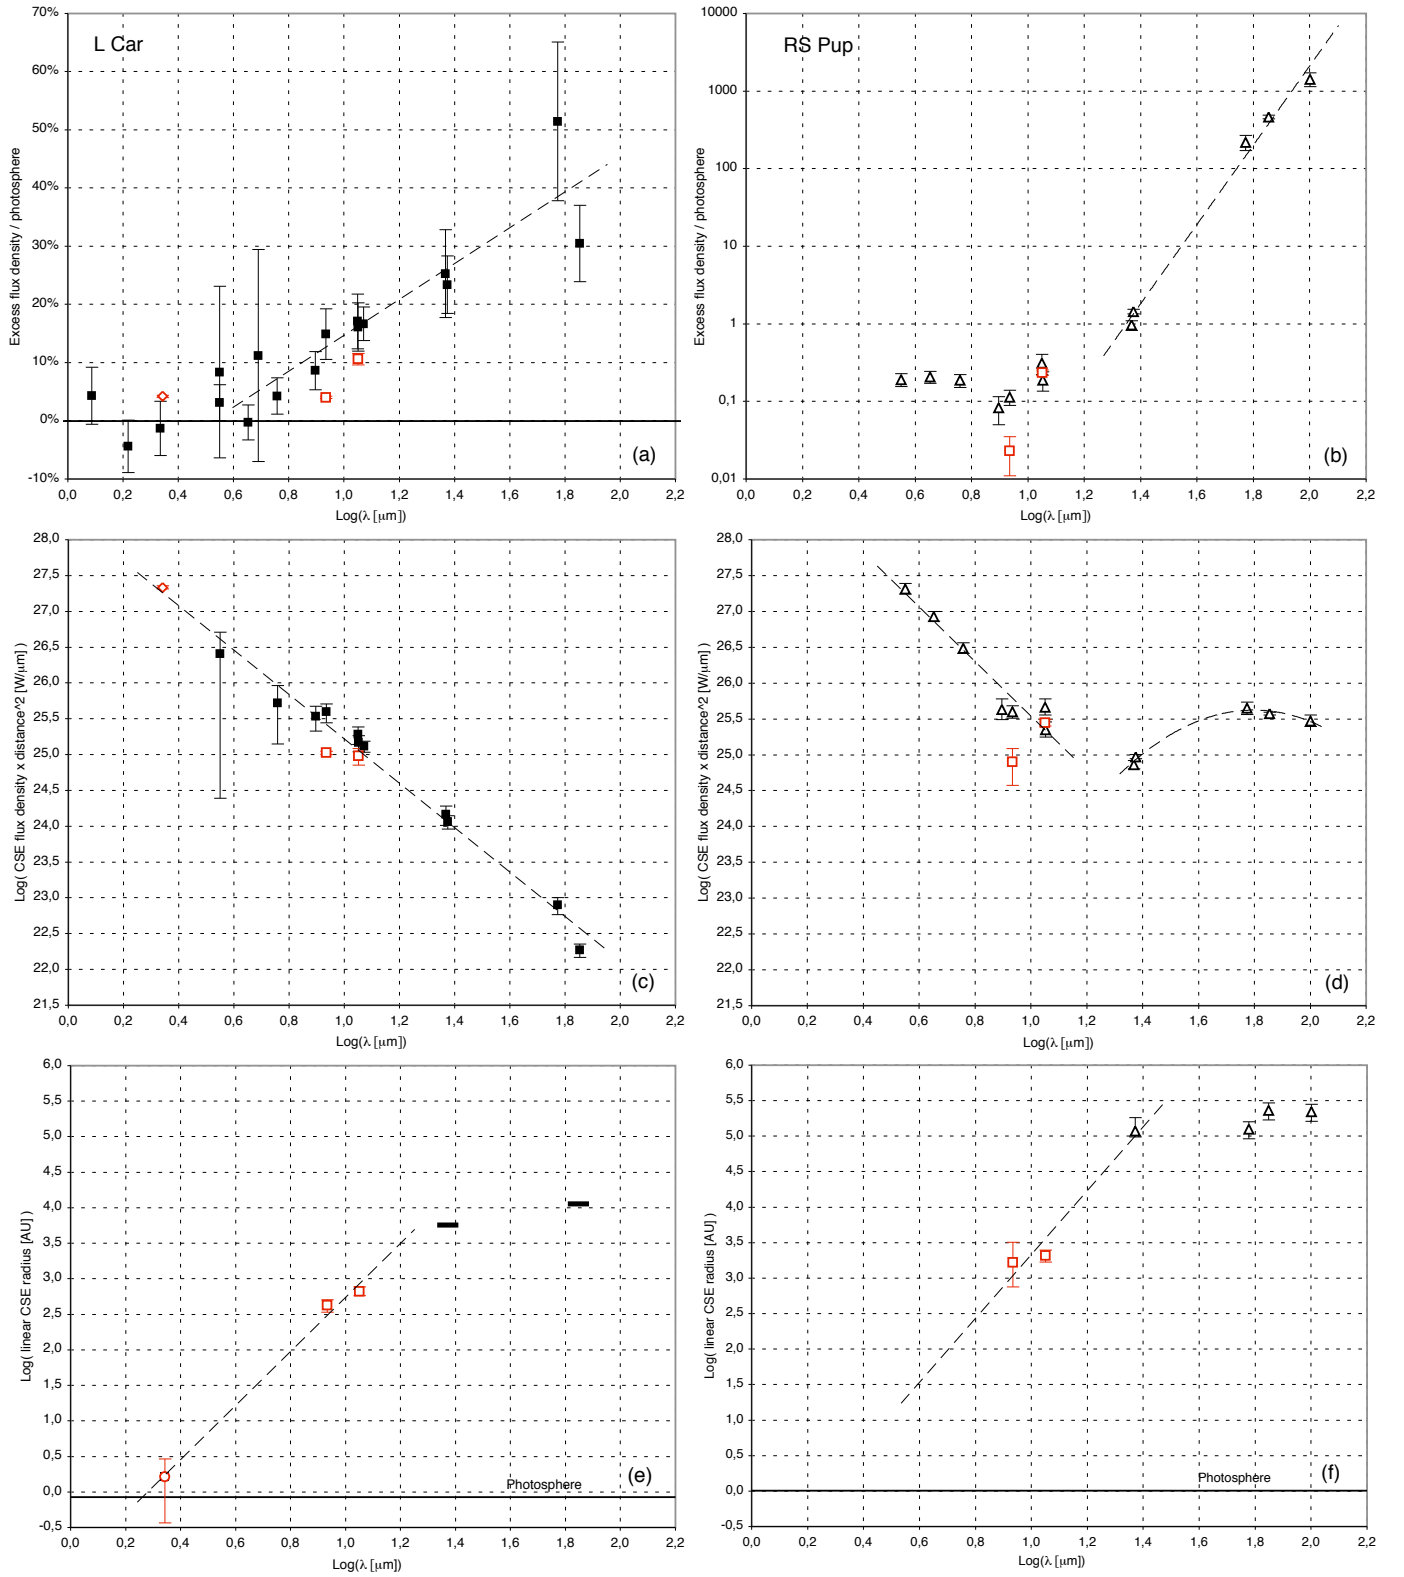 L Car
70%
60%
50%
40%
30%
20%
10%
0%
-10%
0,0 0,2 0,4 0,6 0,8 1,0 1,2 1,4 1,6 1,8 2,0 2,2
Excess flux density / photosphere
Log(λ [μm])
(a)
RS Pup
10000
1000
100
10
1
0,1
0,01
0,0 0,2 0,4 0,6 0,8 1,0 1,2 1,4 1,6 1,8 2,0 2,2
Excess flux density / photosphere
Log(λ [μm])
(b)
28,0
27,5
27,0
26,5
26,0
25,5
25,0
24,5
24,0
23,5
23,0
22,5
22,0
21,5
0,0 0,2 0,4 0,6 0,8 1,0 1,2 1,4 1,6 1,8 2,0 2,2
Log( CSE flux density x distance^2 [W/μm] )
Log(λ [μm])
(c)
28,0
27,5
27,0
26,5
26,0
25,5
25,0
24,5
24,0
23,5
23,0
22,5
22,0
21,5
0,0 0,2 0,4 0,6 0,8 1,0 1,2 1,4 1,6 1,8 2,0 2,2
Log( CSE flux density x distance^2 [W/μm] )
Log(λ [μm])
(d)
6,0
5,5
5,0
4,5
4,0
3,5
3,0
2,5
2,0
1,5
1,0
0,5
0,0
-0,5
0,0 0,2 0,4 0,6 0,8 1,0 1,2 1,4 1,6 1,8 2,0 2,2
Log( linear CSE radius [AU] )
Log(λ [μm])
Photosphere
(e)
6,0
5,5
5,0
4,5
4,0
3,5
3,0
2,5
2,0
1,5
1,0
0,5
0,0
-0,5
0,0 0,2 0,4 0,6 0,8 1,0 1,2 1,4 1,6 1,8 2,0 2,2
Log( linear CSE radius [AU] )
Log(λ [μm])
Photosphere
(f)